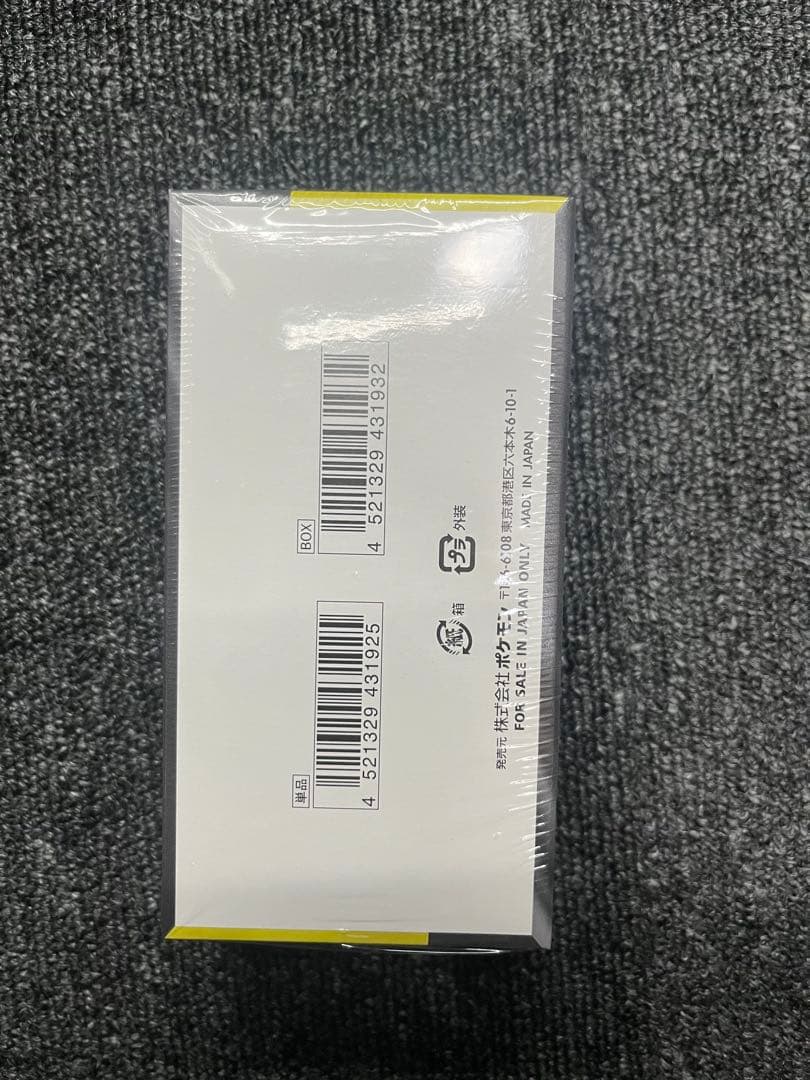 単品
4 521329 431925
BOX
4 521329 431932
紙 箱
プラ 外装
発売元 株式会社ポケモン 〒106-6108 東京都港区六本木6-10-1
FOR SALE IN JAPAN ONLY MADE IN JAPAN